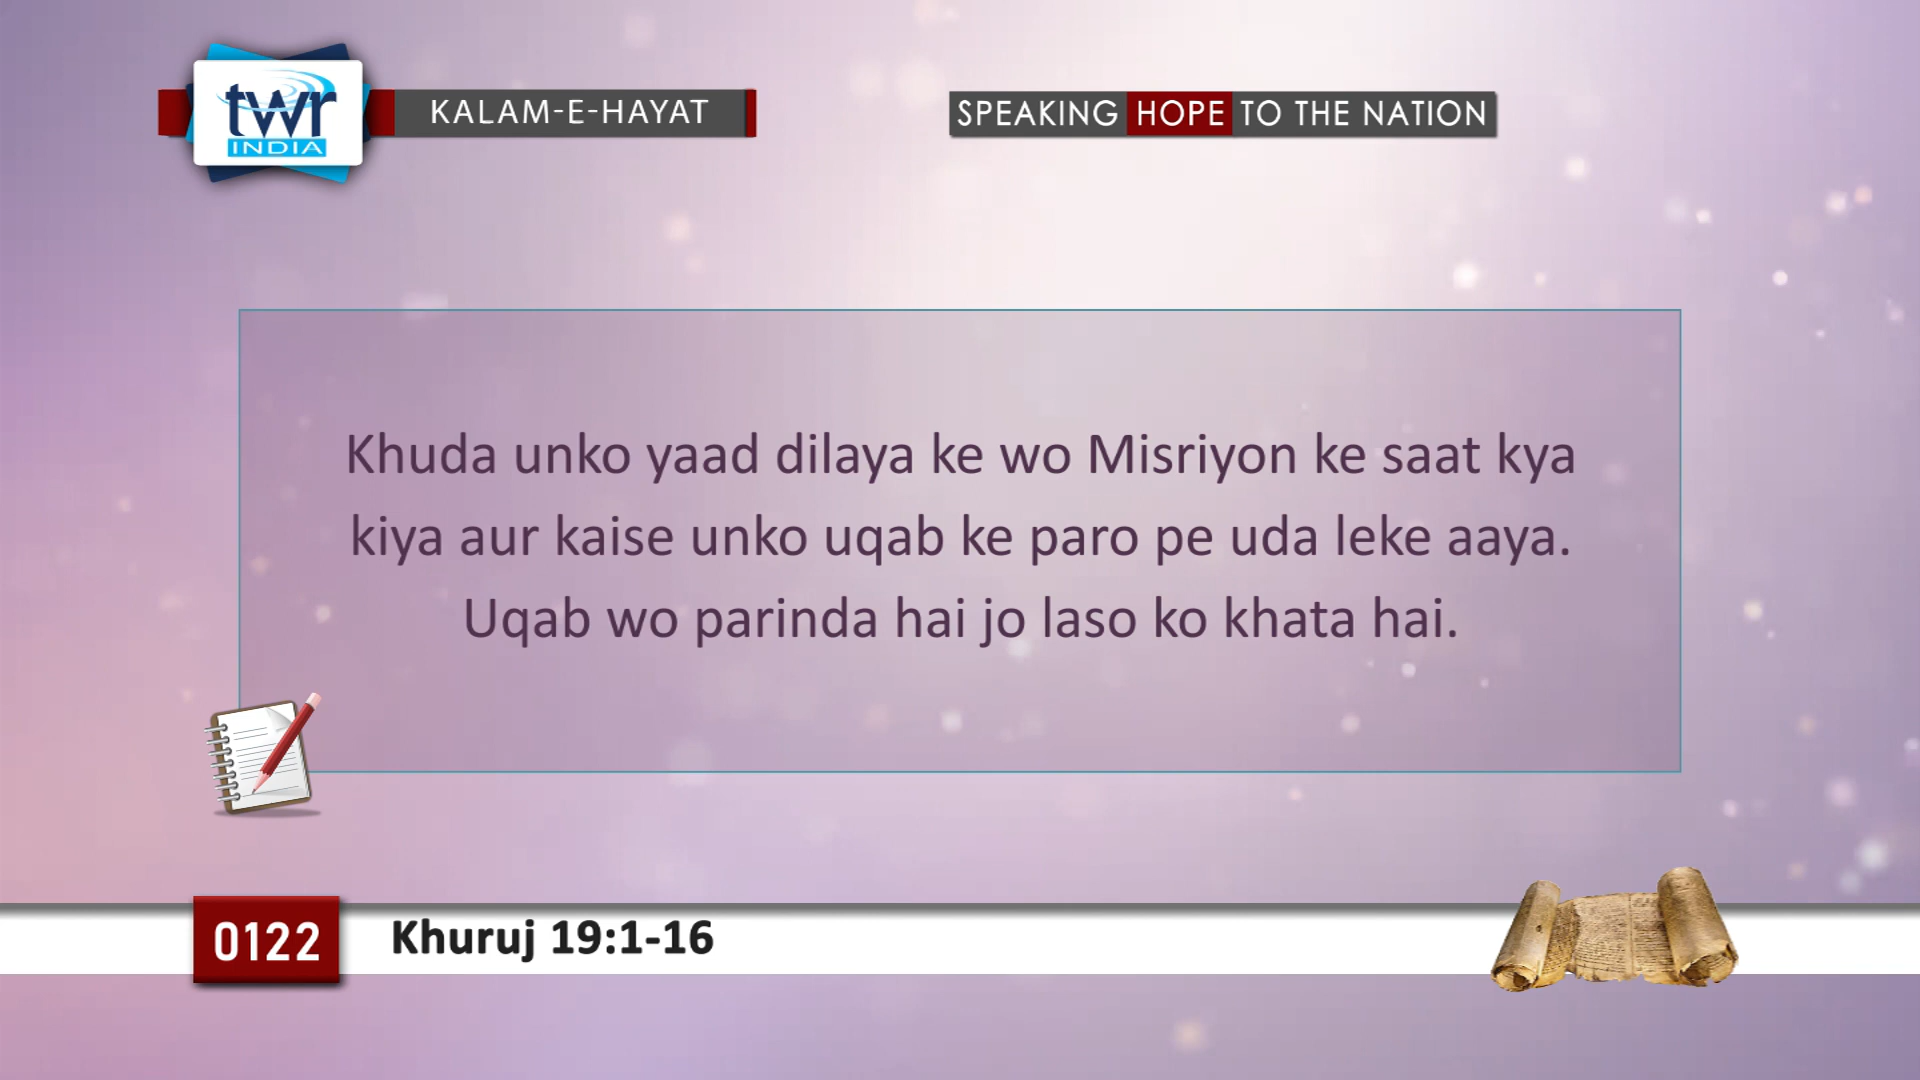 twr
INDIA
KALAM-E-HAYAT
SPEAKING HOPE TO THE NATION
Khuda unko yaad dilaya ke wo Misriyon ke saat kya
kiya aur kaise unko uqab ke paro pe uda leke aaya.
Uqab wo parinda hai jo laso ko khata hai.
0122
Khuruj 19:1-16